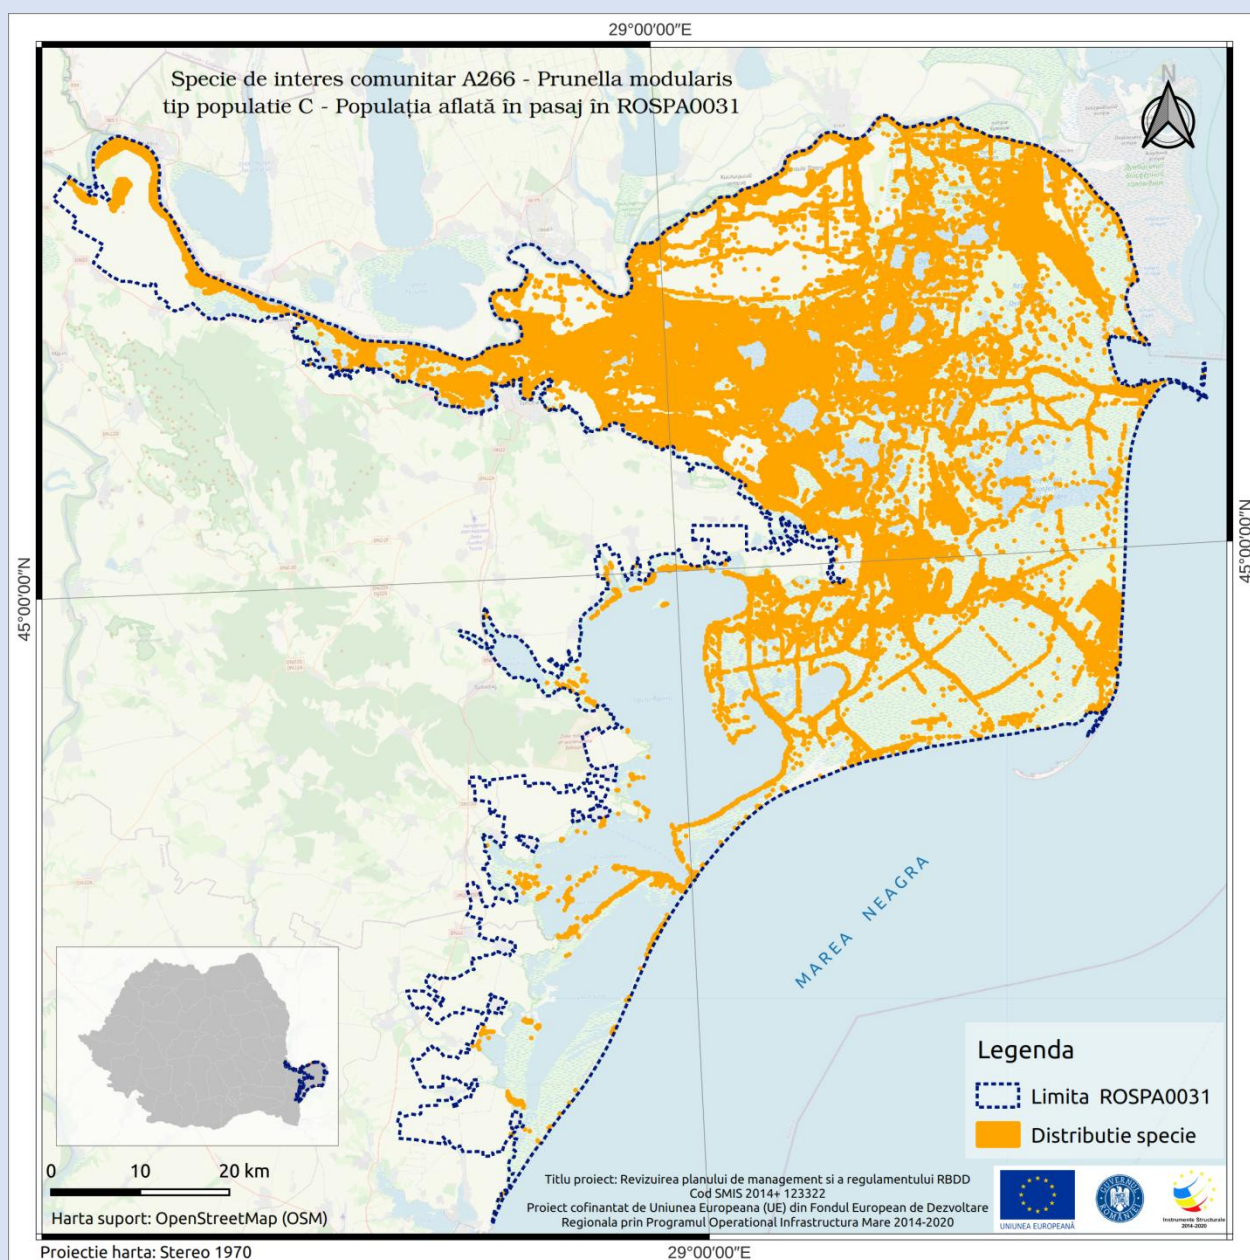 29°00′00″E
Specie de interes comunitar A266 - Prunella modularis
tip populatie C - Populația aflată în pasaj în ROSPA0031
N
45°00′00″N
45°00′00″N
MAREA NEAGRA
Legenda
Limita ROSPA0031
Distributie specie
0 10 20 km
Harta suport: OpenStreetMap (OSM)
Titlu proiect: Revizuirea planului de management si a regulamentului RBDD
Cod SMIS 2014+ 123322
Proiect cofinantat de Uniunea Europeana (UE) din Fondul European de Dezvoltare
Regionala prin Programul Operational Infrastructura Mare 2014-2020
UNIUNEA EUROPEANĂ
GUVERNUL ROMÂNIEI
Instrumente Structurale
2014-2020
Proiectie harta: Stereo 1970
29°00′00″E